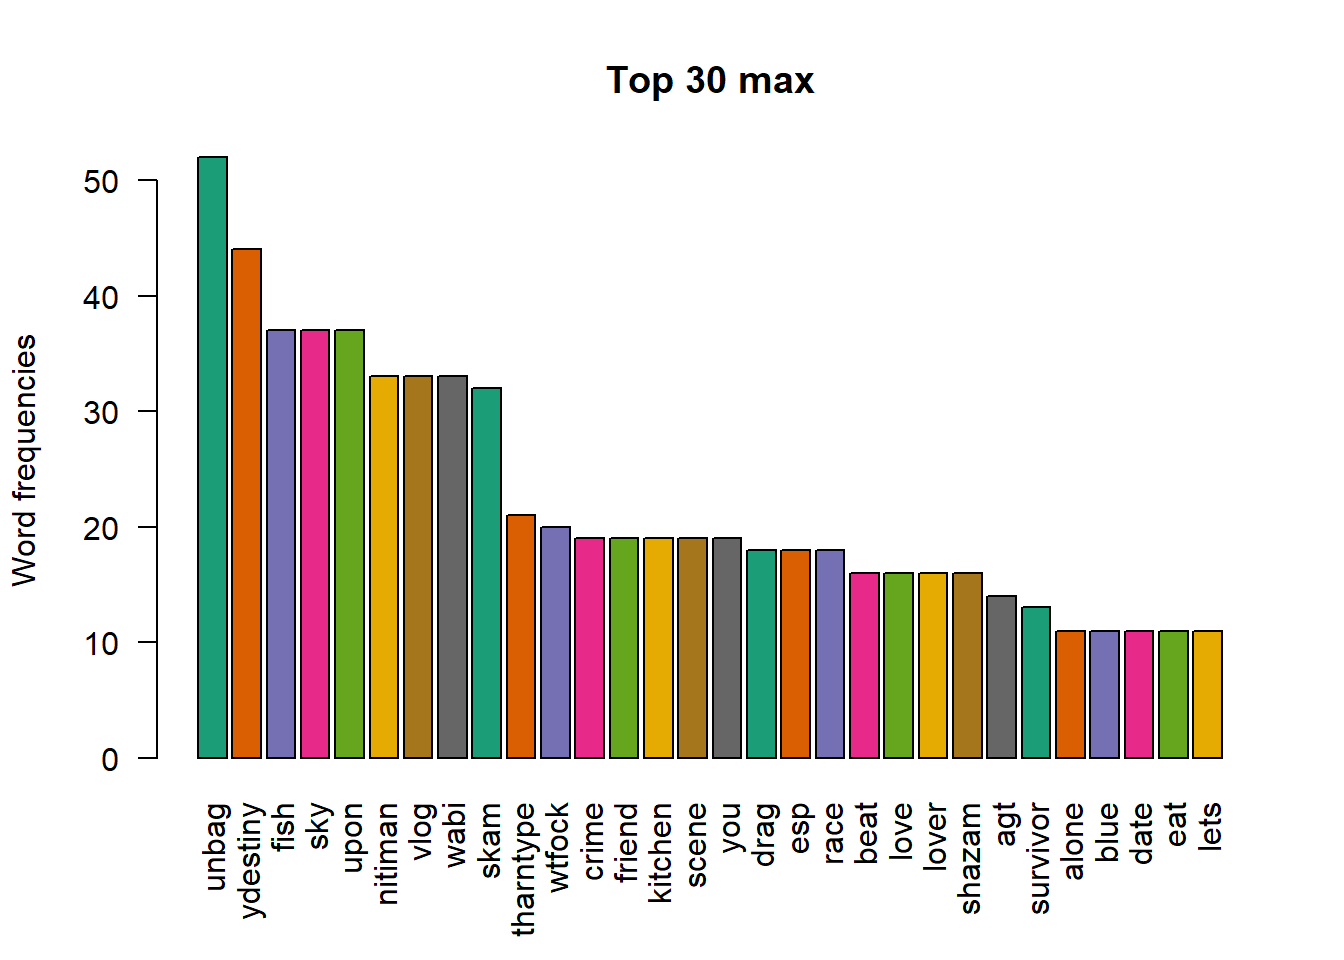 Top 30 max
Word frequencies
50
40
30
20
10
0
unbag
ydestiny
fish
sky
upon
nitiman
vlog
wabi
skam
tharntype
wtfock
crime
friend
kitchen
scene
you
drag
esp
race
beat
love
lover
shazam
agt
survivor
alone
blue
date
eat
lets